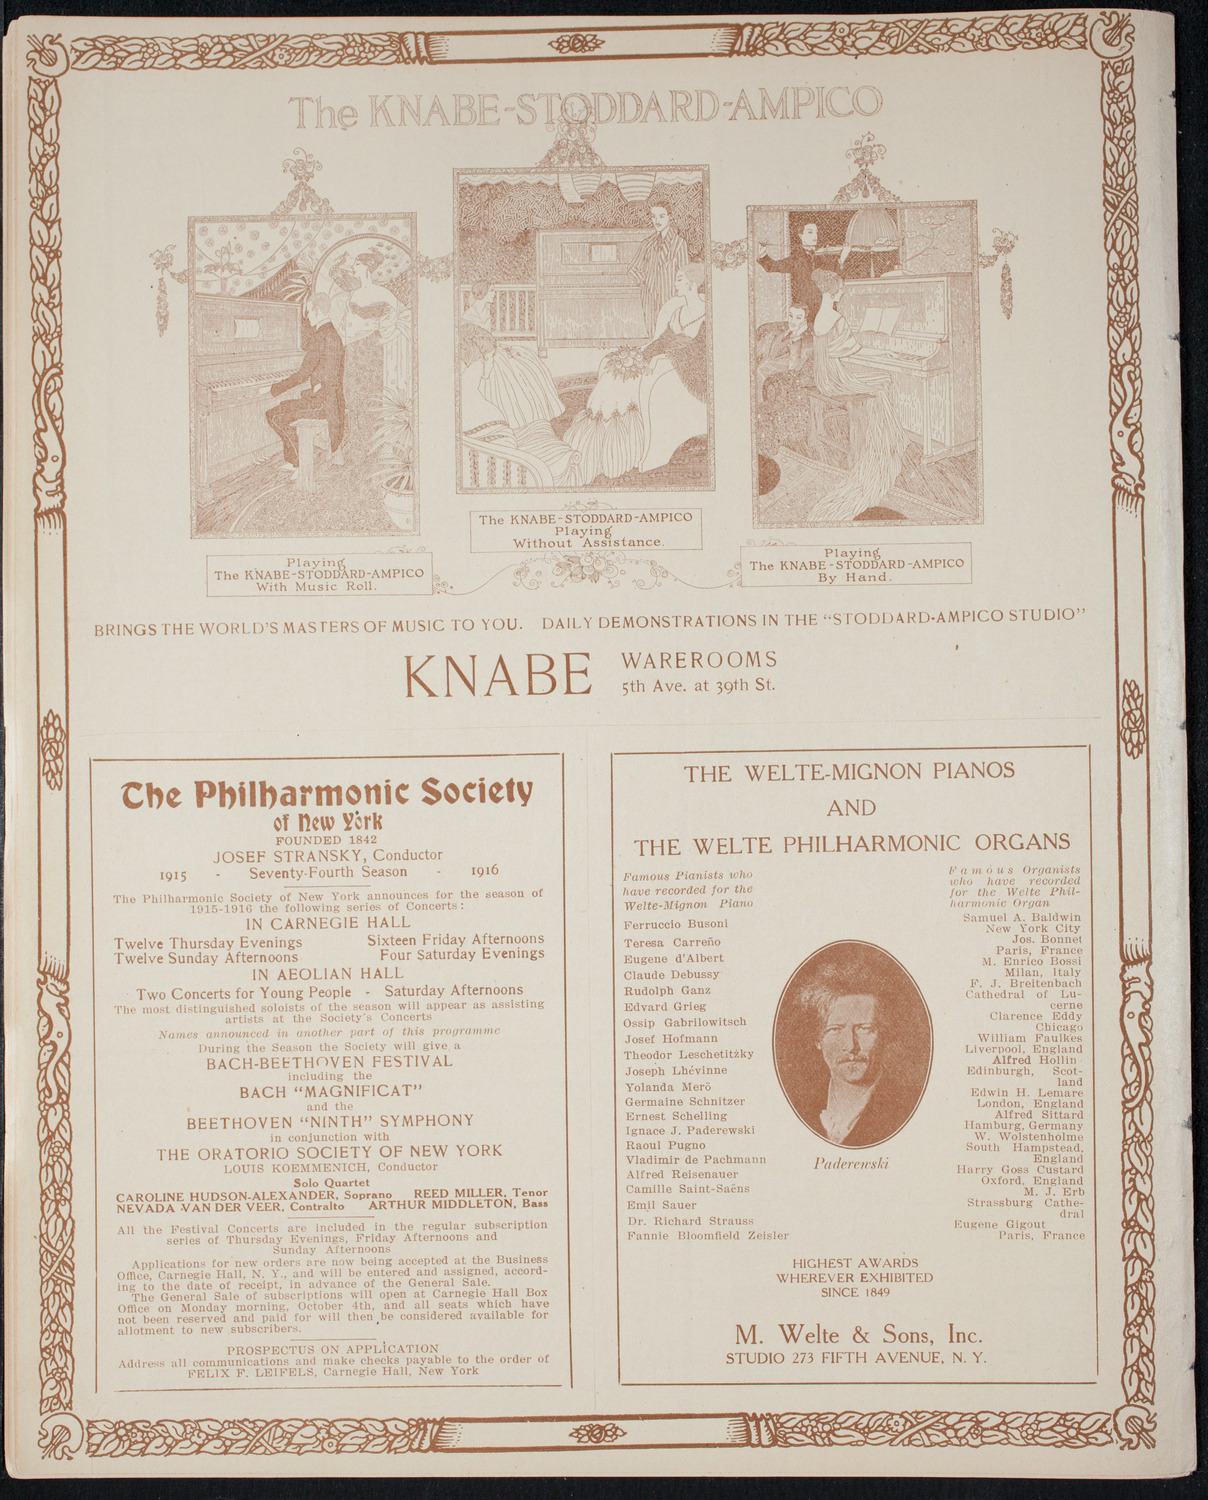 The KNABE-STODDARD-AMPICO
Playing
The KNABE-STODDARD-AMPICO
With Music Roll.
The KNABE-STODDARD-AMPICO
Playing
Without Assistance.
Playing
The KNABE-STODDARD-AMPICO
By Hand.
BRINGS THE WORLD'S MASTERS OF MUSIC TO YOU. DAILY DEMONSTRATIONS IN THE "STODDARD-AMPICO STUDIO"
KNABE WAREROOMS
5th Ave. at 39th St.
The Philharmonic Society
of New York
FOUNDED 1842
JOSEF STRANSKY, Conductor
1915 - Seventy-Fourth Season - 1916
The Philharmonic Society of New York announces for the season of
1915-1916 the following series of Concerts:
IN CARNEGIE HALL
Twelve Thursday Evenings Sixteen Friday Afternoons
Twelve Sunday Afternoons Four Saturday Evenings
IN AEOLIAN HALL
Two Concerts for Young People - Saturday Afternoons
The most distinguished soloists of the season will appear as assisting
artists at the Society's Concerts
Names announced in another part of this programme
During the Season the Society will give a
BACH-BEETHOVEN FESTIVAL
including the
BACH "MAGNIFICAT"
and the
BEETHOVEN "NINTH" SYMPHONY
in conjunction with
THE ORATORIO SOCIETY OF NEW YORK
LOUIS KOEMMENICH, Conductor
Solo Quartet
CAROLINE HUDSON-ALEXANDER, Soprano REED MILLER, Tenor
NEVADA VAN DER VEER, Contralto ARTHUR MIDDLETON, Bass
All the Festival Concerts are included in the regular subscription
series of Thursday Evenings, Friday Afternoons and
Sunday Afternoons
Applications for new orders are now being accepted at the Business
Office, Carnegie Hall, N. Y., and will be entered and assigned, accord-
ing to the date of receipt, in advance of the General Sale.
The General Sale of subscriptions will open at Carnegie Hall Box
Office on Monday morning, October 4th, and all seats which have
not been reserved and paid for will then be considered available for
allotment to new subscribers.
PROSPECTUS ON APPLICATION
Address all communications and make checks payable to the order of
FELIX F. LEIFELS, Carnegie Hall, New York
THE WELTE-MIGNON PIANOS
AND
THE WELTE PHILHARMONIC ORGANS
Famous Pianists who
have recorded for the
Welte-Mignon Piano
Ferruccio Busoni
Teresa Carreño
Eugene d'Albert
Claude Debussy
Rudolph Ganz
Edvard Grieg
Ossip Gabrilowitsch
Josef Hofmann
Theodor Leschetitzky
Joseph Lhévinne
Yolanda Merö
Germaine Schnitzer
Ernest Schelling
Ignace J. Paderewski
Raoul Pugno
Vladimir de Pachmann
Alfred Reisenauer
Camille Saint-Saëns
Emil Sauer
Dr. Richard Strauss
Fannie Bloomfield Zeisler
Paderewski
Famous Organists
who have recorded
for the Welte Phil-
harmonic Organ
Samuel A. Baldwin
New York City
Jos. Bonnet
Paris, France
M. Enrico Bossi
Milan, Italy
F. J. Breitenbach
Cathedral of Lu-
cerne
Clarence Eddy
Chicago
William Faulkes
Liverpool, England
Alfred Hollin
Edinburgh, Scot-
land
Edwin H. Lemare
London, England
Alfred Sittard
Hamburg, Germany
W. Wolstenholme
South Hampstead,
England
Harry Goss Custard
Oxford, England
M. J. Erb
Strassburg Cathe-
dral
Eugene Gigout
Paris, France
HIGHEST AWARDS
WHEREVER EXHIBITED
SINCE 1849
M. Welte & Sons, Inc.
STUDIO 273 FIFTH AVENUE, N. Y.